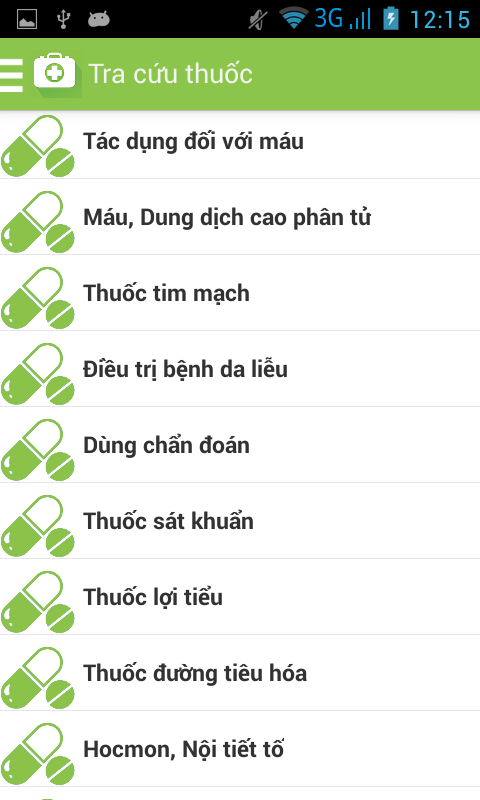 3G 12:15
Tra cứu thuốc
Tác dụng đối với máu
Máu, Dung dịch cao phân tử
Thuốc tim mạch
Điều trị bệnh da liễu
Dùng chẩn đoán
Thuốc sát khuẩn
Thuốc lợi tiểu
Thuốc đường tiêu hóa
Hocmon, Nội tiết tố